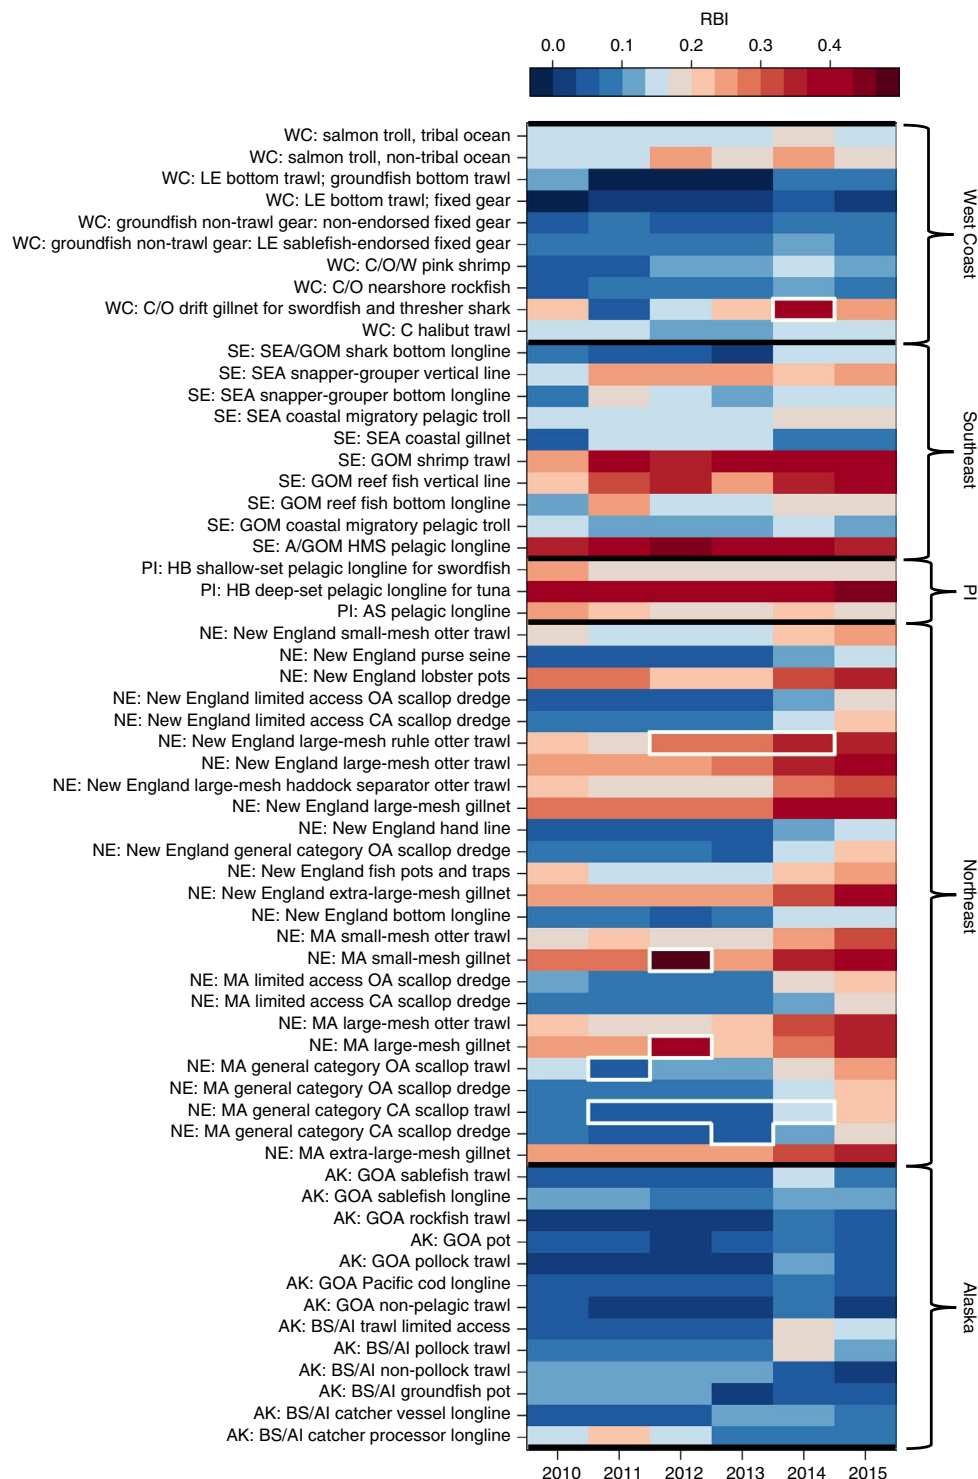 RBI
0.0 0.1 0.2 0.3 0.4
WC: salmon troll, tribal ocean
WC: salmon troll, non-tribal ocean
WC: LE bottom trawl; groundfish bottom trawl
WC: LE bottom trawl; fixed gear
WC: groundfish non-trawl gear: non-endorsed fixed gear
WC: groundfish non-trawl gear: LE sablefish-endorsed fixed gear
WC: C/O/W pink shrimp
WC: C/O nearshore rockfish
WC: C/O drift gillnet for swordfish and thresher shark
WC: C halibut trawl
West Coast
SE: SEA/GOM shark bottom longline
SE: SEA snapper-grouper vertical line
SE: SEA snapper-grouper bottom longline
SE: SEA coastal migratory pelagic troll
SE: SEA coastal gillnet
SE: GOM shrimp trawl
SE: GOM reef fish vertical line
SE: GOM reef fish bottom longline
SE: GOM coastal migratory pelagic troll
SE: A/GOM HMS pelagic longline
Southeast
PI: HB shallow-set pelagic longline for swordfish
PI: HB deep-set pelagic longline for tuna
PI: AS pelagic longline
PI
NE: New England small-mesh otter trawl
NE: New England purse seine
NE: New England lobster pots
NE: New England limited access OA scallop dredge
NE: New England limited access CA scallop dredge
NE: New England large-mesh ruhle otter trawl
NE: New England large-mesh otter trawl
NE: New England large-mesh haddock separator otter trawl
NE: New England large-mesh gillnet
NE: New England hand line
NE: New England general category OA scallop dredge
NE: New England fish pots and traps
NE: New England extra-large-mesh gillnet
NE: New England bottom longline
NE: MA small-mesh otter trawl
NE: MA small-mesh gillnet
NE: MA limited access OA scallop dredge
NE: MA limited access CA scallop dredge
NE: MA large-mesh otter trawl
NE: MA large-mesh gillnet
NE: MA general category OA scallop trawl
NE: MA general category OA scallop dredge
NE: MA general category CA scallop trawl
NE: MA general category CA scallop dredge
NE: MA extra-large-mesh gillnet
Northeast
AK: GOA sablefish trawl
AK: GOA sablefish longline
AK: GOA rockfish trawl
AK: GOA pot
AK: GOA pollock trawl
AK: GOA Pacific cod longline
AK: GOA non-pelagic trawl
AK: BS/AI trawl limited access
AK: BS/AI pollock trawl
AK: BS/AI non-pollock trawl
AK: BS/AI groundfish pot
AK: BS/AI catcher vessel longline
AK: BS/AI catcher processor longline
Alaska
2010 2011 2012 2013 2014 2015